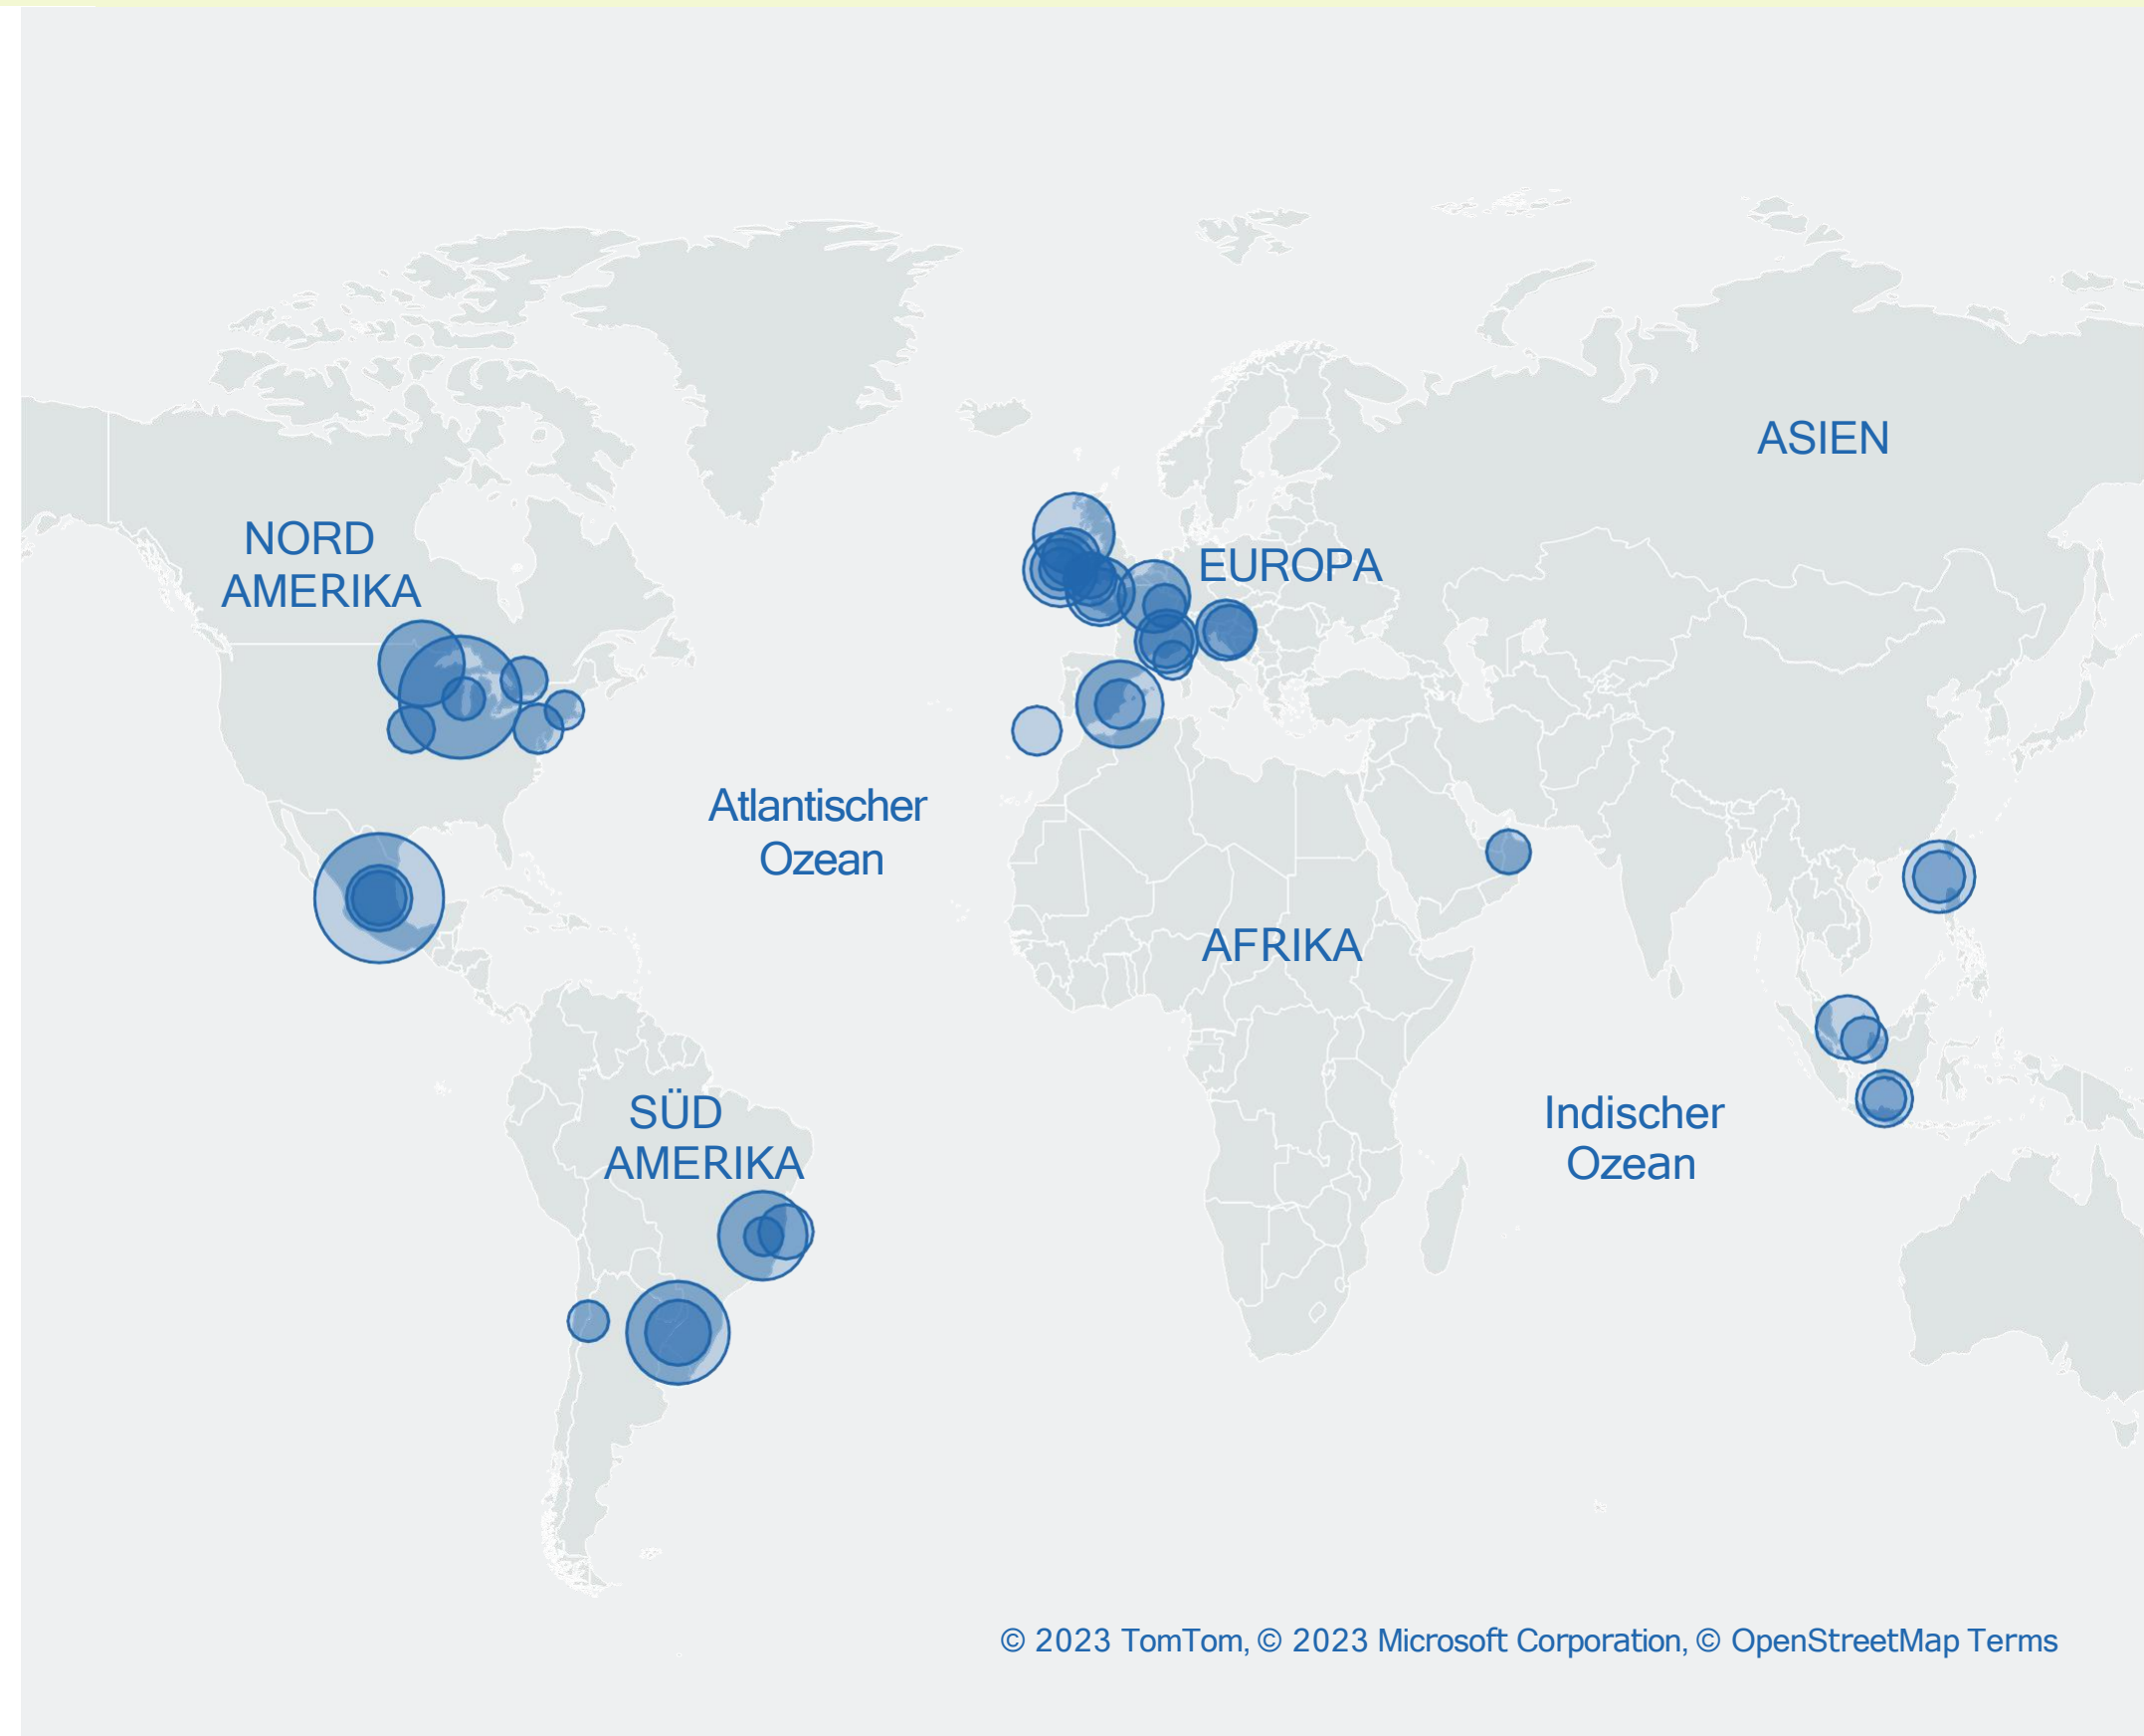 ASIEN
NORD
AMERIKA
EUROPA
Atlantischer
Ozean
AFRIKA
SÜD
AMERIKA
Indischer
Ozean
© 2023 TomTom, © 2023 Microsoft Corporation, © OpenStreetMap Terms